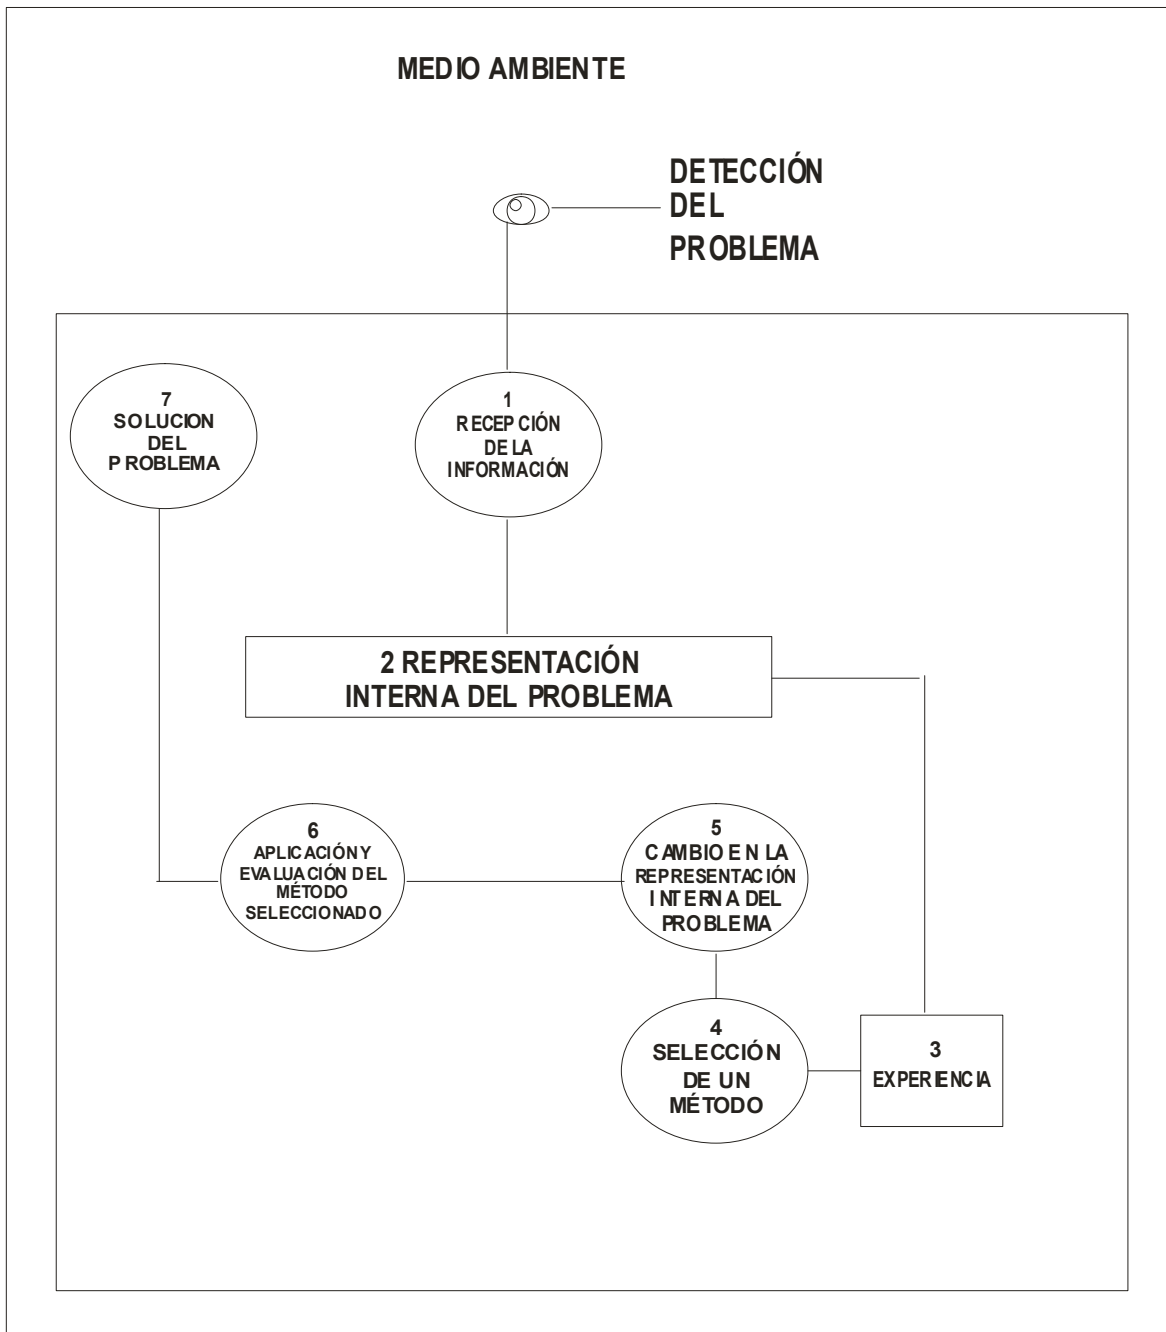 MEDIO AMBIENTE
DETECCIÓN
DEL
PROBLEMA
7
SOLUCION
DEL
PROBLEMA
1
RECEPCIÓN
DE LA
INFORMACIÓN
2 REPRESENTACIÓN
INTERNA DEL PROBLEMA
6
APLICACIÓN Y
EVALUACIÓN DEL
MÉTODO
SELECCIONADO
5
CAMBIO EN LA
REPRESENTACIÓN
INTERNA DEL
PROBLEMA
4
SELECCIÓN
DE UN
MÉTODO
3
EXPERIENCIA